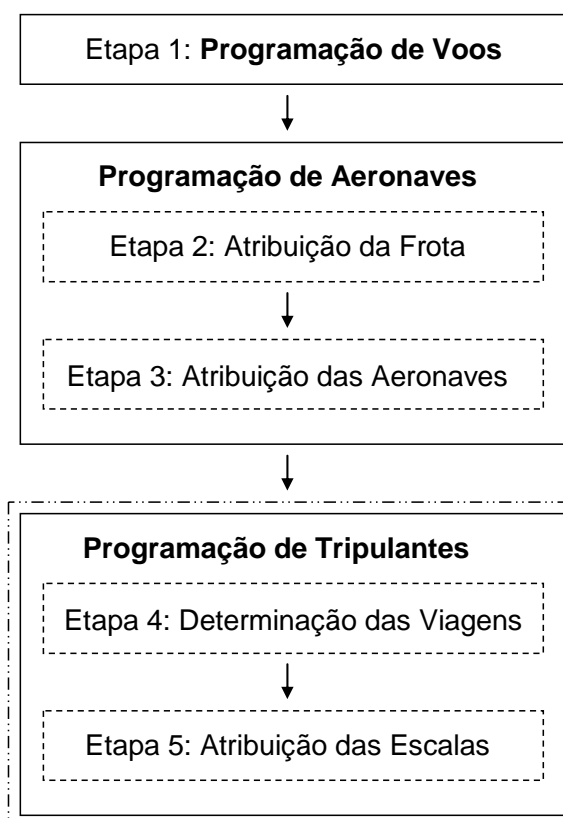 Etapa 1: Programação de Voos
Programação de Aeronaves
Etapa 2: Atribuição da Frota
Etapa 3: Atribuição das Aeronaves
Programação de Tripulantes
Etapa 4: Determinação das Viagens
Etapa 5: Atribuição das Escalas